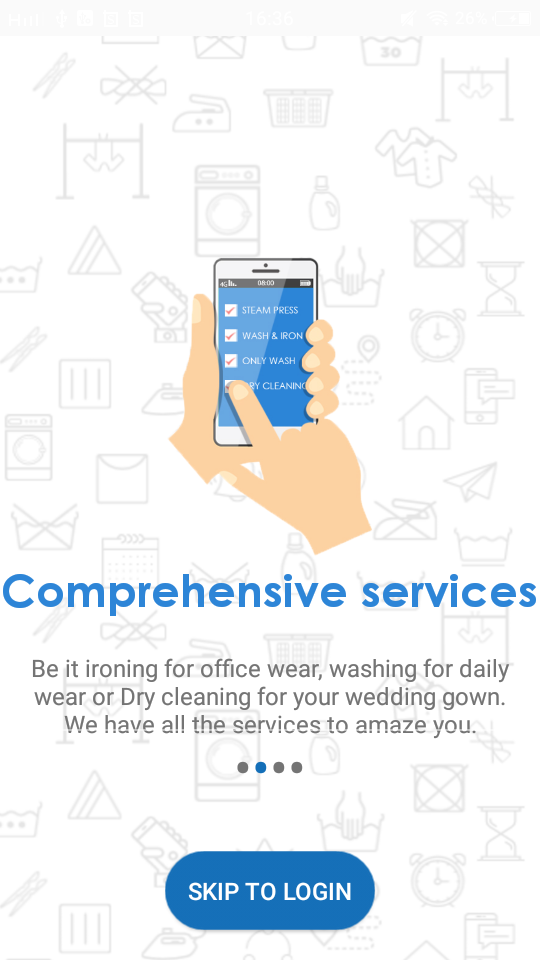 16:36
26%
30
4G
08:00
STEAM PRESS
WASH & IRON
ONLY WASH
DRY CLEANING
Comprehensive services
Be it ironing for office wear, washing for daily
wear or Dry cleaning for your wedding gown.
We have all the services to amaze you.
SKIP TO LOGIN